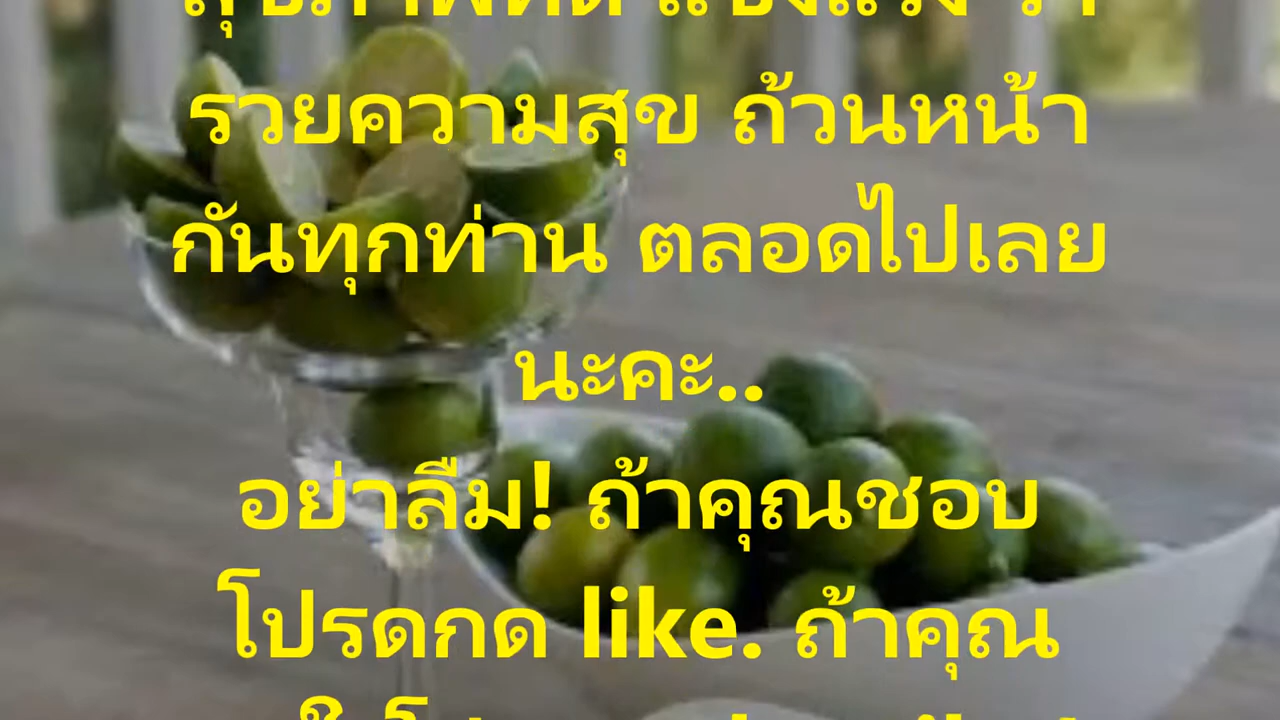 รวยความสุข ถ้วนหน้า
กันทุกท่าน ตลอดไปเลย
นะคะ..
อย่าลืม! ถ้าคุณชอบ
โปรดกด like. ถ้าคุณ